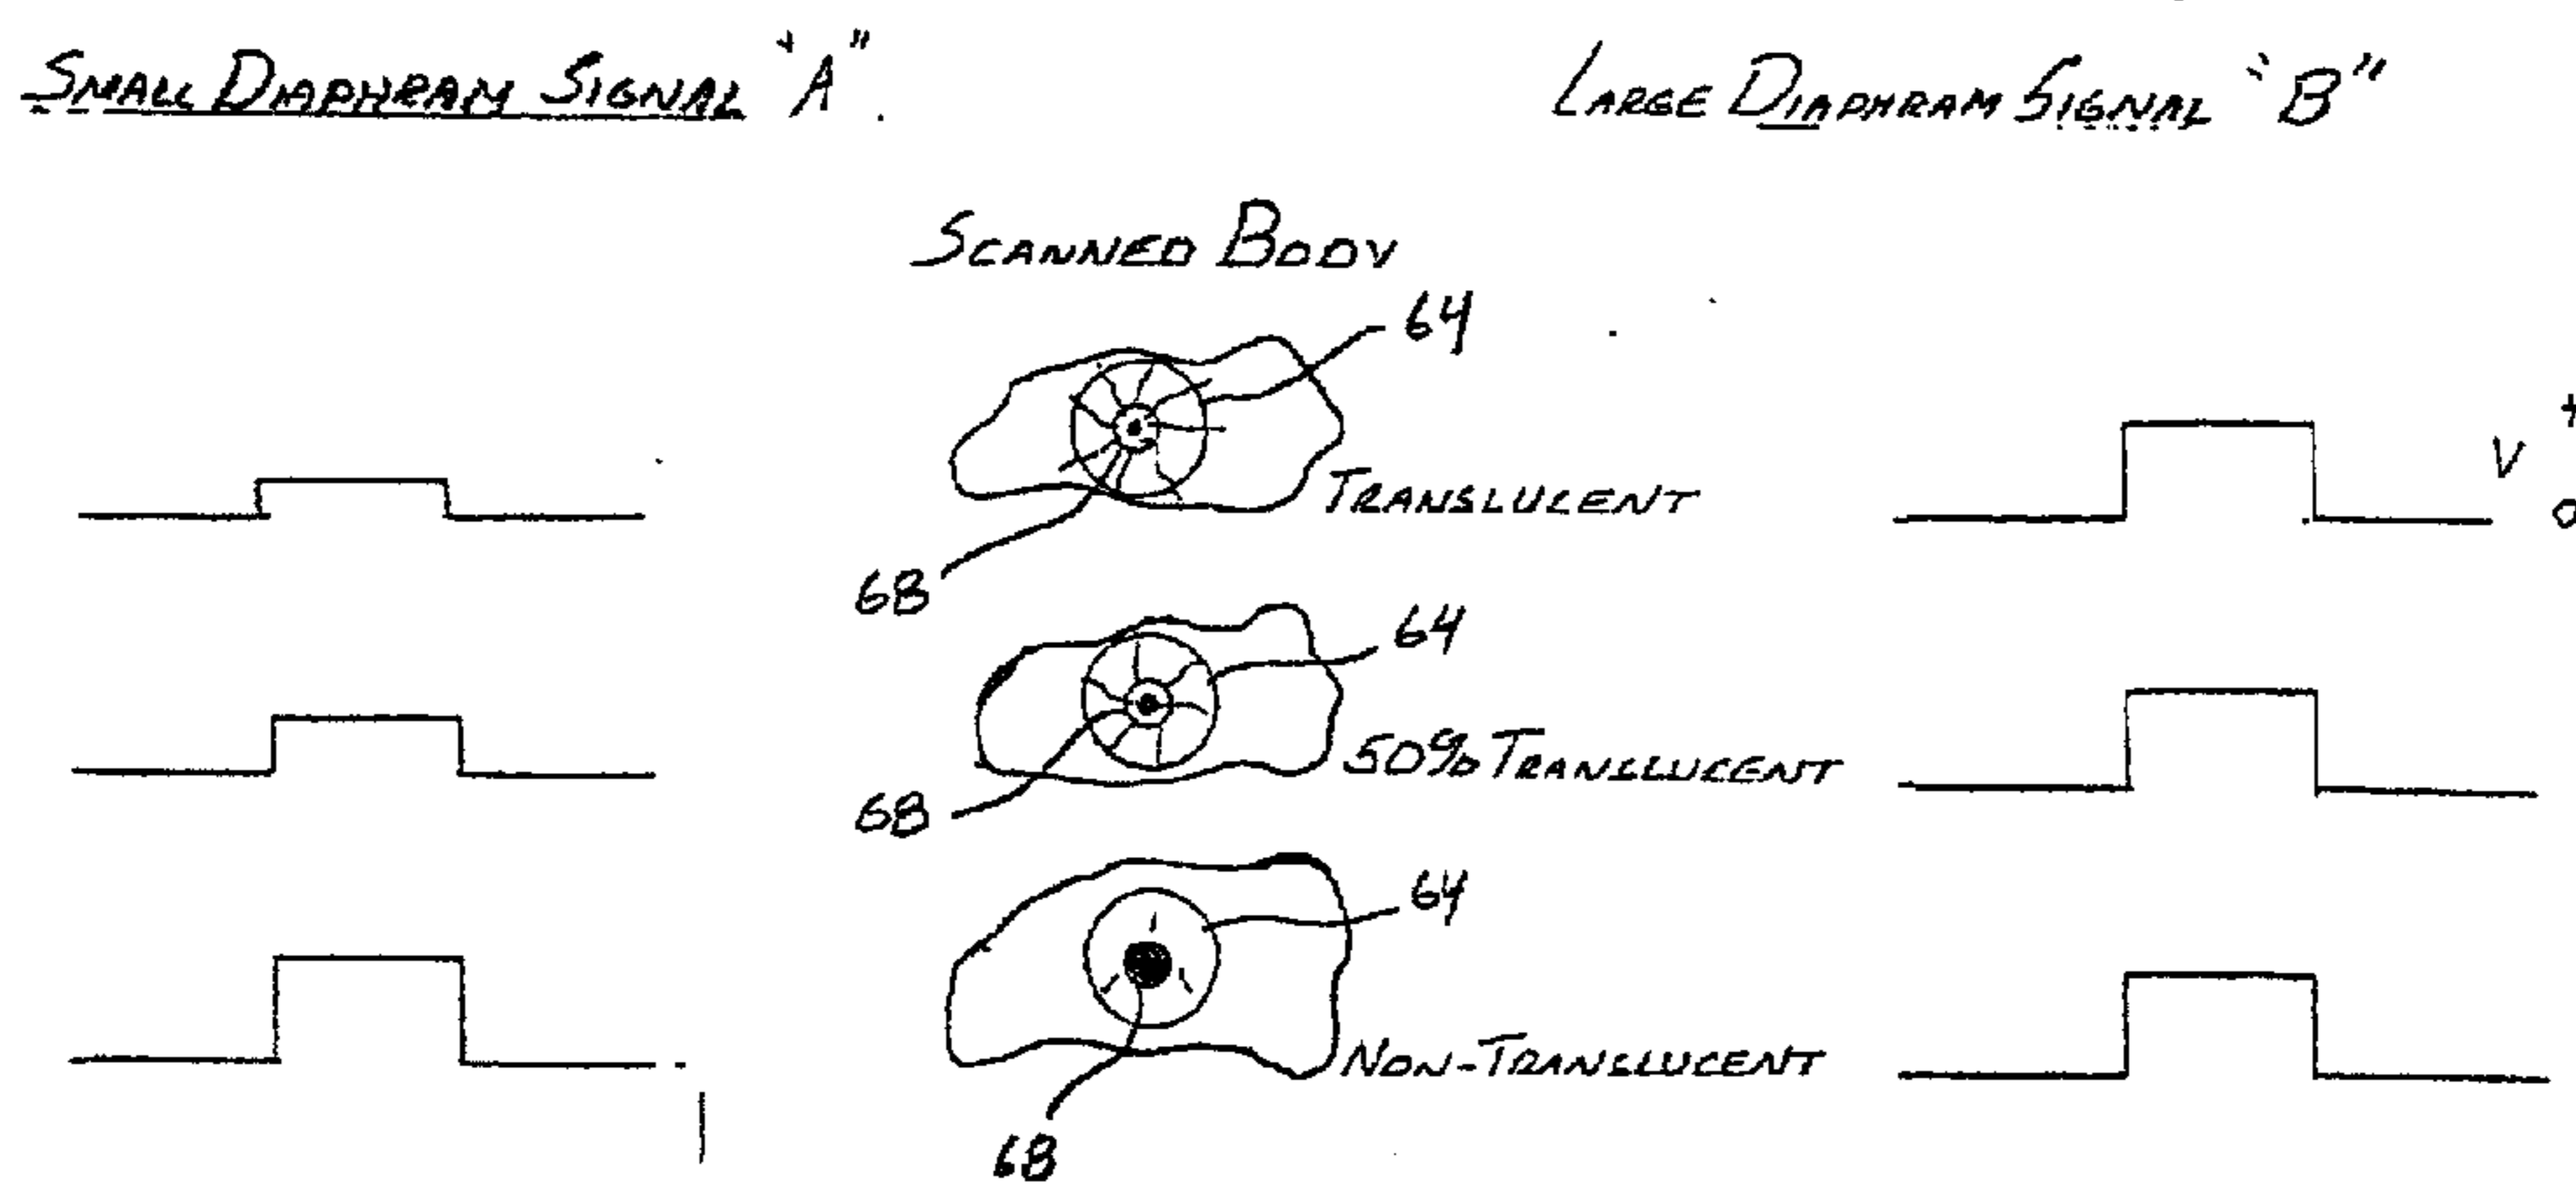 SMALL DIAPHRAM SIGNAL "A".
LARGE DIAPHRAM SIGNAL "B"
SCANNED BODY
64
+
V
TRANSLUCENT
0
68
64
50% TRANSLUCENT
68
64
NON-TRANSLUCENT
68